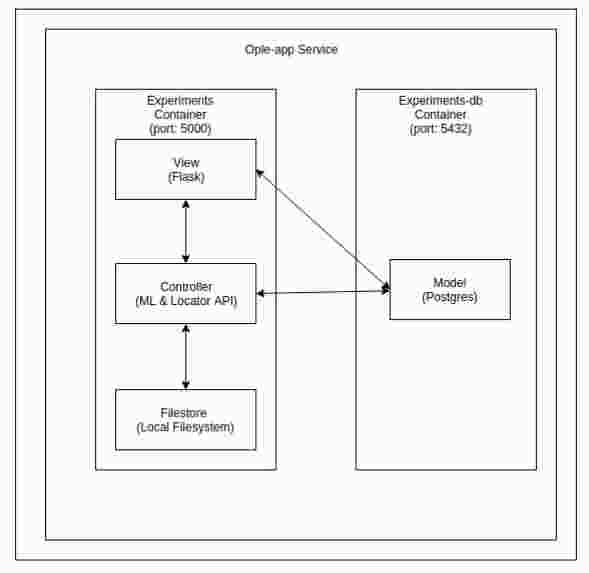 Ople-app Service
Experiments
Container
(port: 5000)
View
(Flask)
Controller
(ML & Locator API)
Filestore
(Local Filesystem)
Experiments-db
Container
(port: 5432)
Model
(Postgres)